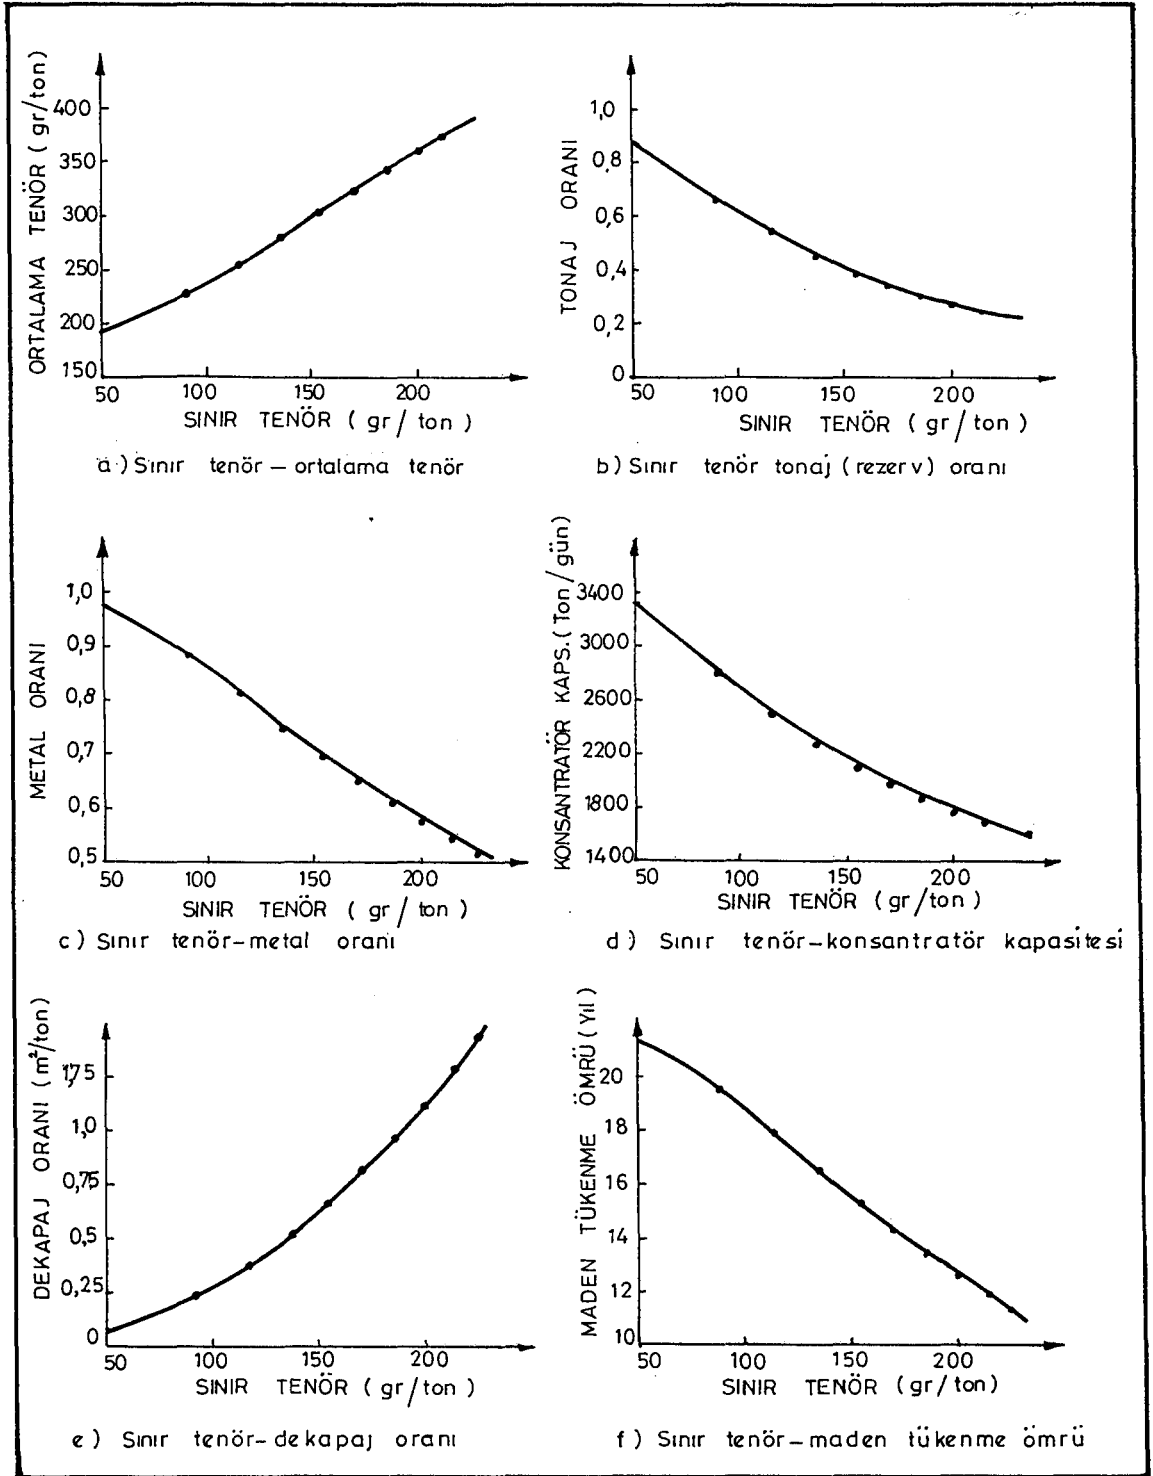 ORTALAMA TENÖR ( gr/ton)
400
350
300
250
200
150
50 100 150 200
SINIR TENÖR ( gr/ton )
a ) Sınır tenör – ortalama tenör
TONAJ ORANI
1,0
0,8
0,6
0,4
0,2
0
50 100 150 200
SINIR TENÖR ( gr/ton )
b ) Sınır tenör tonaj ( rezerv ) oranı
METAL ORANI
1,0
0,9
0,8
0,7
0,6
0,5
50 100 150 200
SINIR TENÖR ( gr/ton )
c ) Sınır tenör-metal oranı
KONSANTRATÖR KAPS.( Ton/gün)
3400
3000
2600
2200
1800
1400
50 100 150 200
SINIR TENÖR ( gr/ton)
d ) Sınır tenör–konsantratör kapasitesi
DEKAPAJ ORANI ( m²/ton)
1,75
1,0
0,75
0,5
0,25
0
50 100 150 200
SINIR TENÖR ( gr/ton )
e ) Sınır tenör-dekapaj oranı
MADEN TÜKENME ÖMRÜ ( Yıl )
20
18
16
14
12
10
50 100 150 200
SINIR TENÖR (gr/ton)
f ) Sınır tenör–maden tükenme ömrü